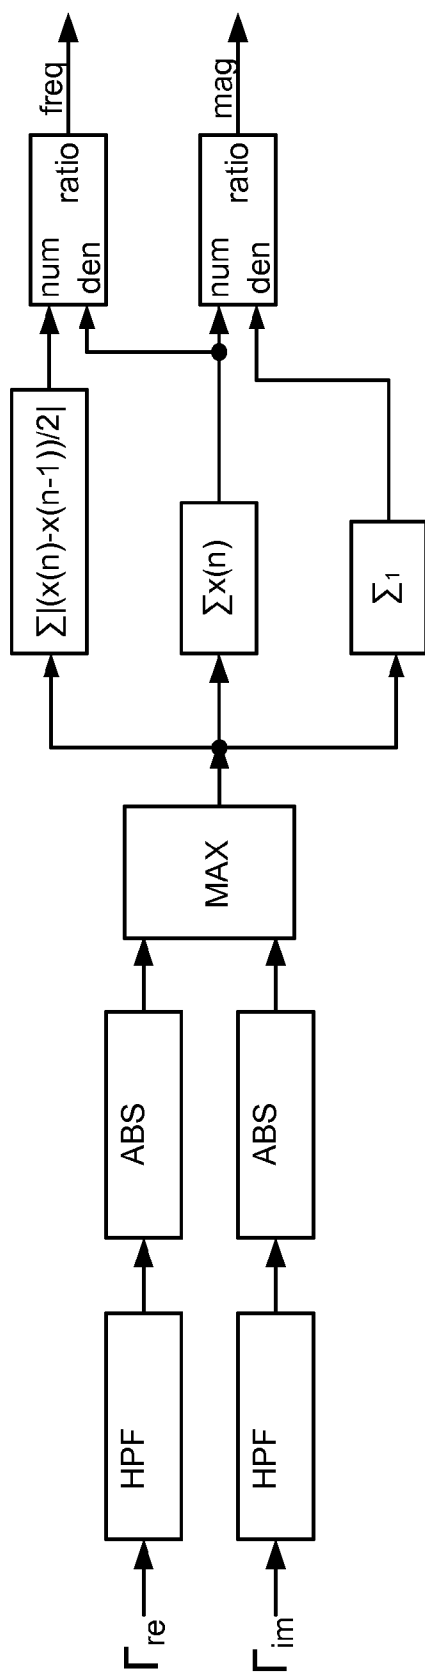 Γre
HPF
ABS
Γim
HPF
ABS
MAX
∑|(x(n)-x(n-1))/2|
∑x(n)
∑1
num
ratio
den
freq
num
ratio
den
mag